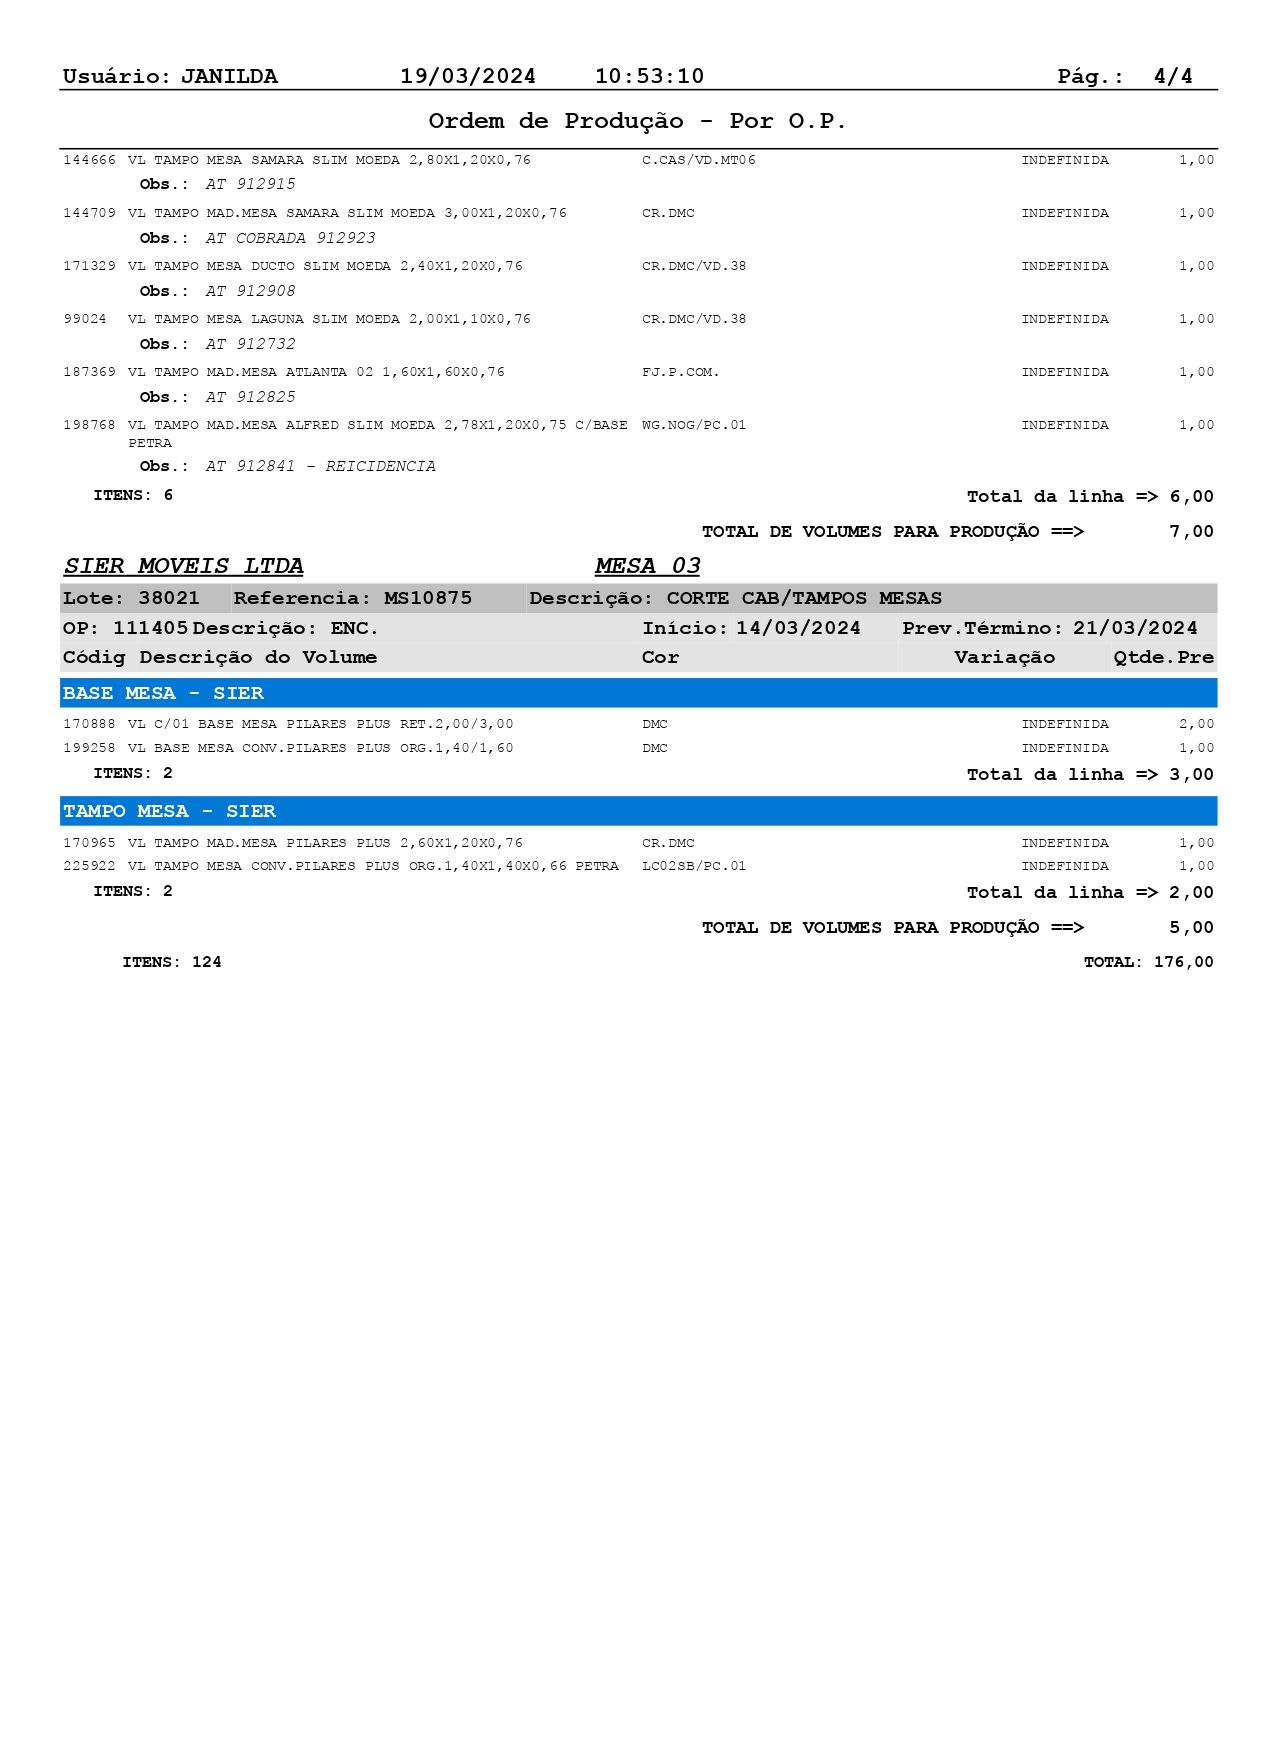 Usuário: JANILDA 19/03/2024 10:53:10 Pág.: 4/4
Ordem de Produção - Por O.P.
144666 VL TAMPO MESA SAMARA SLIM MOEDA 2,80X1,20X0,76 C.CAS/VD.MT06 INDEFINIDA 1,00
Obs.: AT 912915
144709 VL TAMPO MAD.MESA SAMARA SLIM MOEDA 3,00X1,20X0,76 CR.DMC INDEFINIDA 1,00
Obs.: AT COBRADA 912923
171329 VL TAMPO MESA DUCTO SLIM MOEDA 2,40X1,20X0,76 CR.DMC/VD.38 INDEFINIDA 1,00
Obs.: AT 912908
99024 VL TAMPO MESA LAGUNA SLIM MOEDA 2,00X1,10X0,76 CR.DMC/VD.38 INDEFINIDA 1,00
Obs.: AT 912732
187369 VL TAMPO MAD.MESA ATLANTA 02 1,60X1,60X0,76 FJ.P.COM. INDEFINIDA 1,00
Obs.: AT 912825
198768 VL TAMPO MAD.MESA ALFRED SLIM MOEDA 2,78X1,20X0,75 C/BASE WG.NOG/PC.01 INDEFINIDA 1,00
PETRA
Obs.: AT 912841 - REICIDENCIA
ITENS: 6 Total da linha => 6,00
TOTAL DE VOLUMES PARA PRODUÇÃO ==> 7,00
SIER MOVEIS LTDA MESA 03
Lote: 38021 Referencia: MS10875 Descrição: CORTE CAB/TAMPOS MESAS
OP: 111405 Descrição: ENC. Início: 14/03/2024 Prev.Término: 21/03/2024
Códig Descrição do Volume Cor Variação Qtde.Pre
BASE MESA - SIER
170888 VL C/01 BASE MESA PILARES PLUS RET.2,00/3,00 DMC INDEFINIDA 2,00
199258 VL BASE MESA CONV.PILARES PLUS ORG.1,40/1,60 DMC INDEFINIDA 1,00
ITENS: 2 Total da linha => 3,00
TAMPO MESA - SIER
170965 VL TAMPO MAD.MESA PILARES PLUS 2,60X1,20X0,76 CR.DMC INDEFINIDA 1,00
225922 VL TAMPO MESA CONV.PILARES PLUS ORG.1,40X1,40X0,66 PETRA LC02SB/PC.01 INDEFINIDA 1,00
ITENS: 2 Total da linha => 2,00
TOTAL DE VOLUMES PARA PRODUÇÃO ==> 5,00
ITENS: 124 TOTAL: 176,00